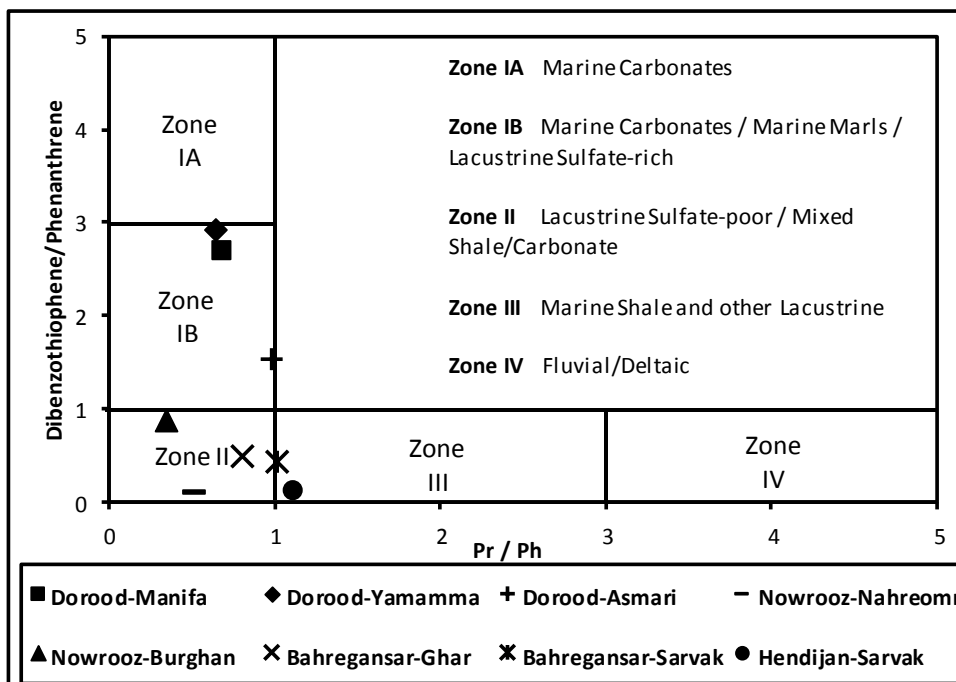 5
4
3
2
1
0
Dibenzothiophene/Phenanthrene
Zone
IA
Zone
IB
Zone II
Zone
III
Zone
IV
Zone IA Marine Carbonates
Zone IB Marine Carbonates / Marine Marls /
Lacustrine Sulfate-rich
Zone II Lacustrine Sulfate-poor / Mixed
Shale/Carbonate
Zone III Marine Shale and other Lacustrine
Zone IV Fluvial/Deltaic
0 1 2 3 4 5
Pr / Ph
Dorood-Manifa Dorood-Yamamma Dorood-Asmari Nowrooz-Nahreomr
Nowrooz-Burghan Bahregansar-Ghar Bahregansar-Sarvak Hendijan-Sarvak